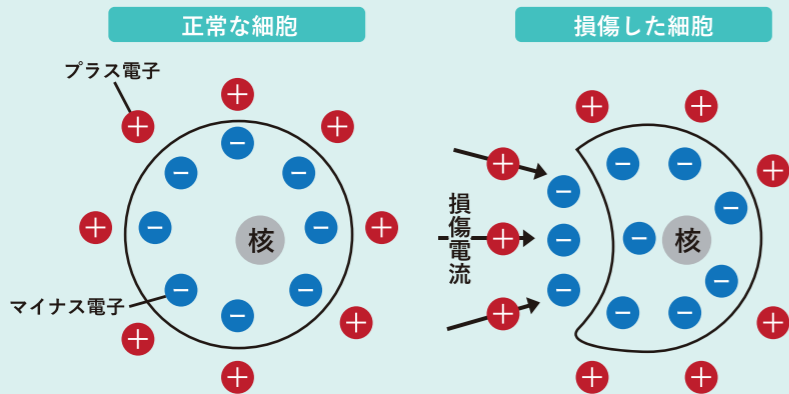 正常な細胞
損傷した細胞
プラス電子
マイナス電子
核
損傷電流
核